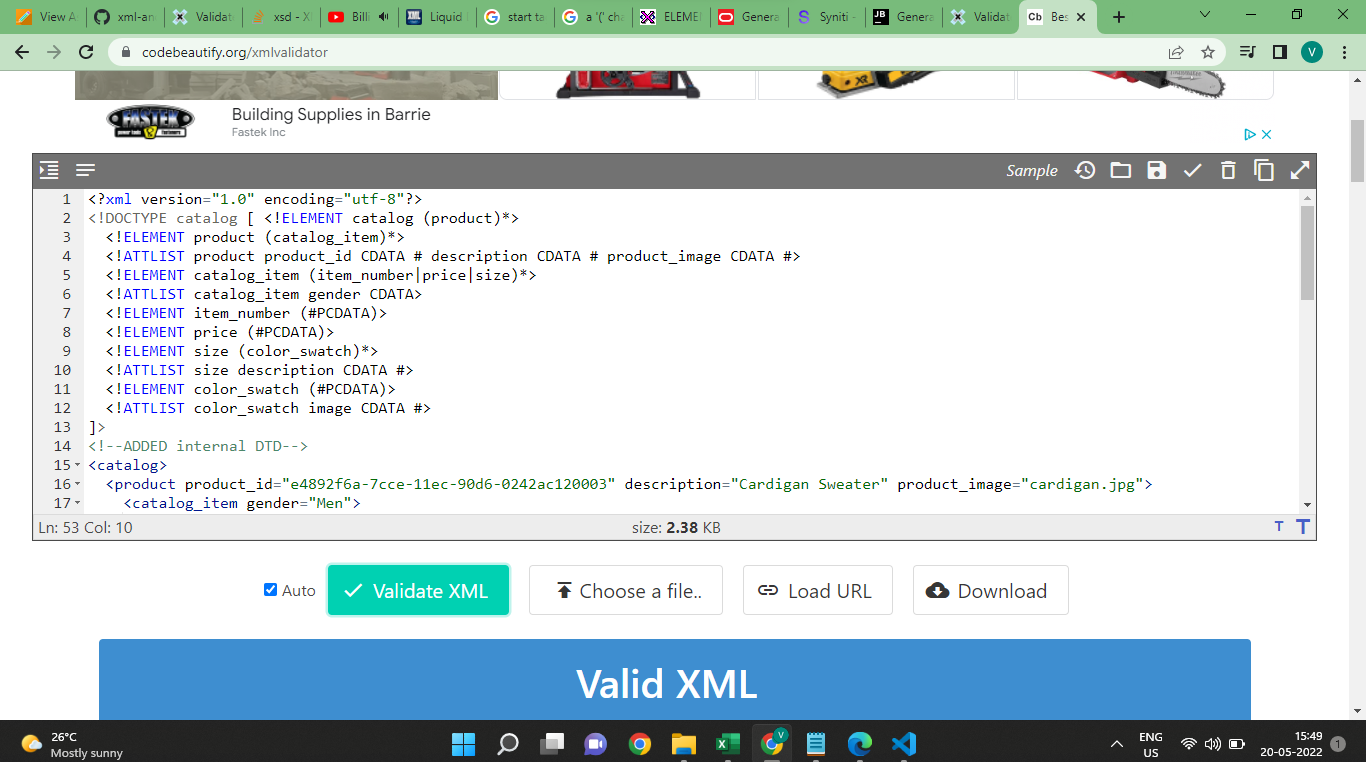 View A
xml-an
Validat
xsd - X
Billi
Liquid
start ta
a '(' cha
ELEME
Genera
Syniti -
Genera
Validat
Cb Bes
codebeautify.org/xmlvalidator
V
FASTEK
Building Supplies in Barrie
Fastek Inc
Sample
1 <?xml version="1.0" encoding="utf-8"?>
2 <!DOCTYPE catalog [ <!ELEMENT catalog (product)*>
3 <!ELEMENT product (catalog_item)*>
4 <!ATTLIST product product_id CDATA # description CDATA # product_image CDATA #>
5 <!ELEMENT catalog_item (item_number|price|size)*>
6 <!ATTLIST catalog_item gender CDATA>
7 <!ELEMENT item_number (#PCDATA)>
8 <!ELEMENT price (#PCDATA)>
9 <!ELEMENT size (color_swatch)*>
10 <!ATTLIST size description CDATA #>
11 <!ELEMENT color_swatch (#PCDATA)>
12 <!ATTLIST color_swatch image CDATA #>
13 ]>
14 <!--ADDED internal DTD-->
15 <catalog>
16 <product product_id="e4892f6a-7cce-11ec-90d6-0242ac120003" description="Cardigan Sweater" product_image="cardigan.jpg">
17 <catalog_item gender="Men">
Ln: 53 Col: 10 size: 2.38 KB T T
Auto Validate XML Choose a file.. Load URL Download
Valid XML
26°C
Mostly sunny
ENG
US
15:49
20-05-2022
1